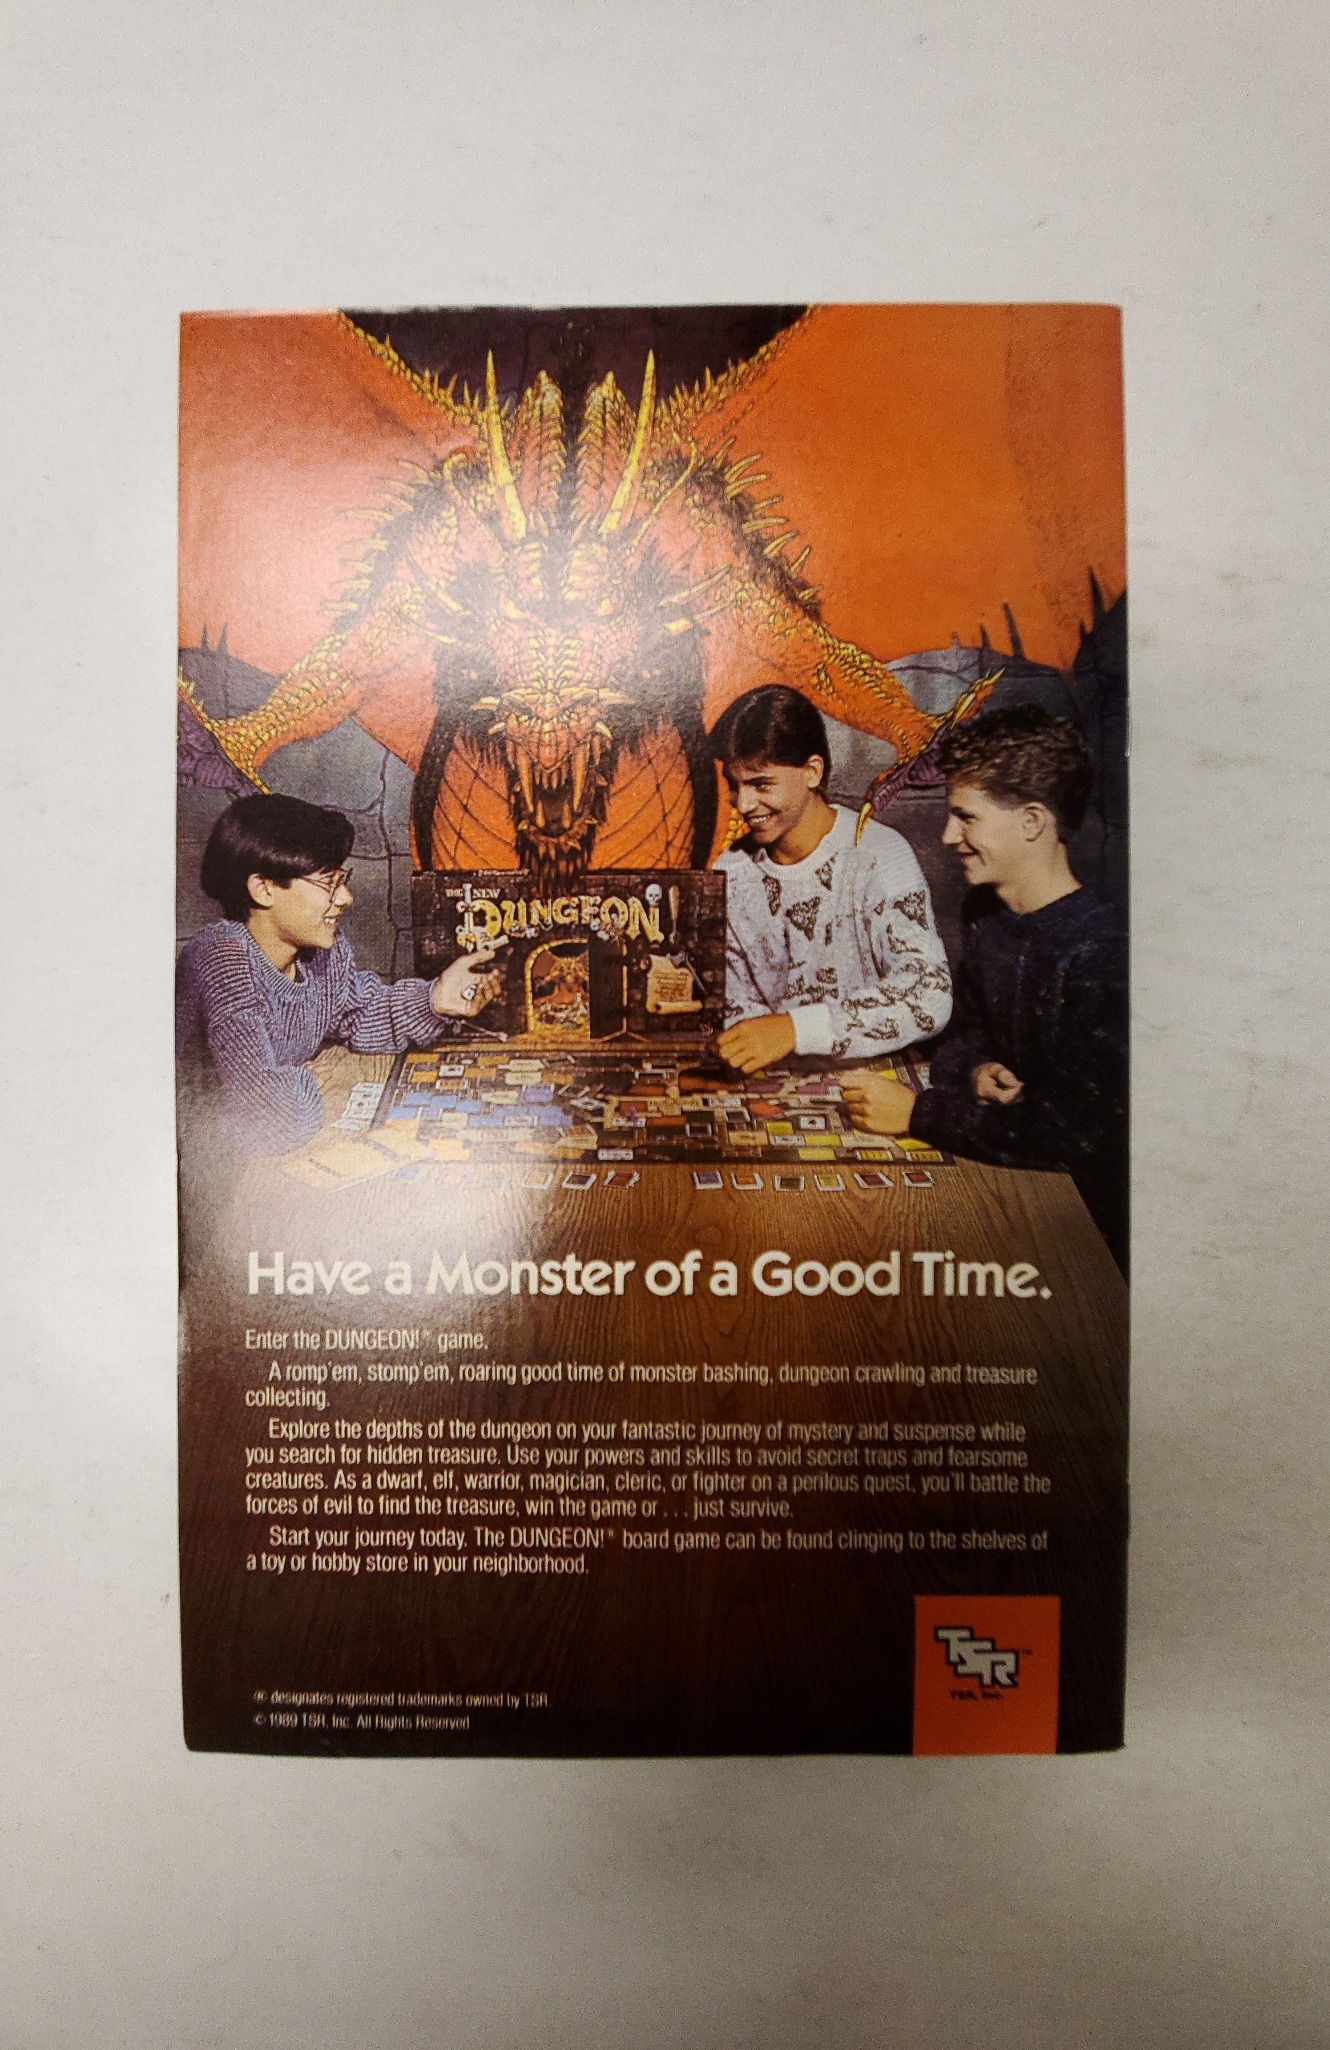 THE NEW
DUNGEON!
Have a Monster of a Good Time.
Enter the DUNGEON!® game.
A romp'em, stomp'em, roaring good time of monster bashing, dungeon crawling and treasure
collecting.
Explore the depths of the dungeon on your fantastic journey of mystery and suspense while
you search for hidden treasure. Use your powers and skills to avoid secret traps and fearsome
creatures. As a dwarf, elf, warrior, magician, cleric, or fighter on a perilous quest, you'll battle the
forces of evil to find the treasure, win the game or . . . just survive.
Start your journey today. The DUNGEON!® board game can be found clinging to the shelves of
a toy or hobby store in your neighborhood.
TSR™
TSR, Inc.
® designates registered trademarks owned by TSR
© 1989 TSR, Inc. All Rights Reserved